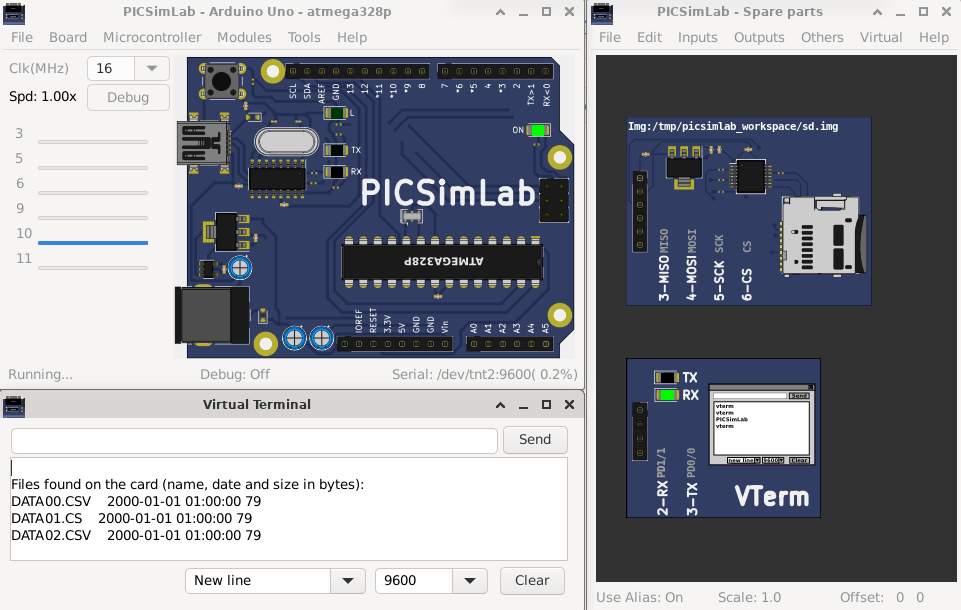 PICSimLab - Arduino Uno - atmega328p
File Board Microcontroller Modules Tools Help
Clk(MHz) 16
Spd: 1.00x Debug
3
5
6
9
10
11
SCL
SDA
AREF
GND
13
12
*11
*10
*9
8
7
*6
*5
4
*3
2
TX>1
RX<0
L
TX
RX
ON
PICSimLab
ATMEGA328P
IOREF
RESET
3.3V
5V
GND
GND
Vin
A0
A1
A2
A3
A4
A5
Running... Debug: Off Serial: /dev/tnt2:9600( 0.2%)
Virtual Terminal
Send
Files found on the card (name, date and size in bytes):
DATA00.CSV 2000-01-01 01:00:00 79
DATA01.CS 2000-01-01 01:00:00 79
DATA02.CSV 2000-01-01 01:00:00 79
New line 9600 Clear
PICSimLab - Spare parts
File Edit Inputs Outputs Others Virtual Help
Img:/tmp/picsimlab_workspace/sd.img
3-MISO MISO
4-MOSI MOSI
5-SCK SCK
6-CS CS
TX
RX
Send
vterm
vterm
PICSimLab
vterm
new line 9600 Clear
2-RX PD1/1
3-TX PD0/0
VTerm
Use Alias: On Scale: 1.0 Offset: 0 0